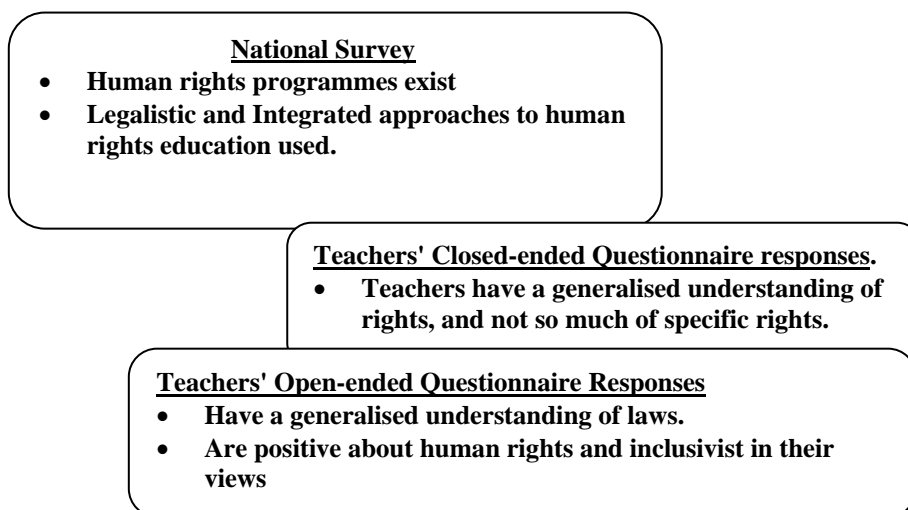 National Survey
• Human rights programmes exist
• Legalistic and Integrated approaches to human
rights education used.
Teachers' Closed-ended Questionnaire responses.
• Teachers have a generalised understanding of
rights, and not so much of specific rights.
Teachers' Open-ended Questionnaire Responses
• Have a generalised understanding of laws.
• Are positive about human rights and inclusivist in their
views